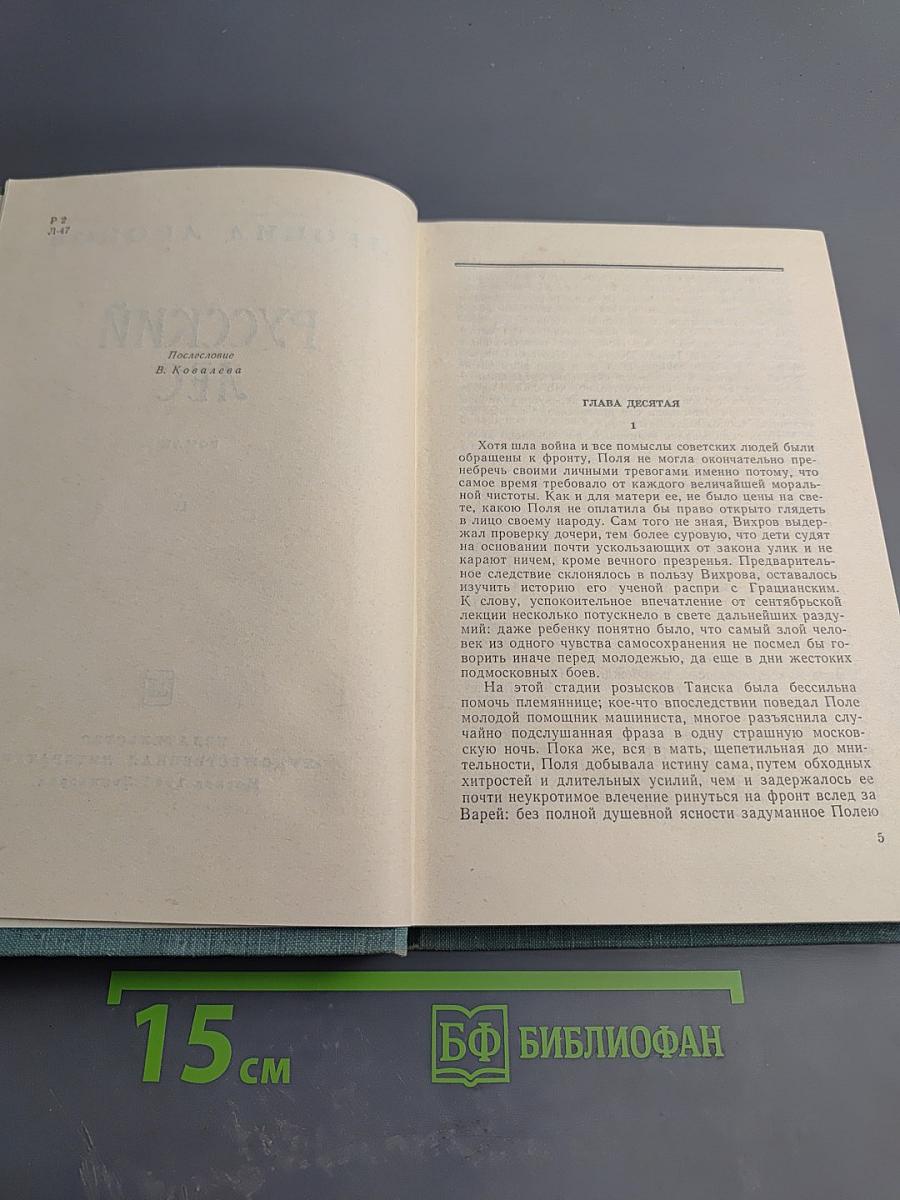 Р 2
Л-47
РУССКИЙ
ЛЕС
Послесловие
В. Ковалева
ГЛАВА ДЕСЯТАЯ
1
Хотя шла война и все помыслы советских людей были
обращены к фронту, Поля не могла окончательно пре-
небречь своими личными тревогами именно потому, что
самое время требовало от каждого величайшей мораль-
ной чистоты. Как и для матери ее, не было цены на све-
те, какою Поля не оплатила бы право открыто глядеть
в лицо своему народу. Сам того не зная, Вихров выдер-
жал проверку дочери, тем более суровую, что дети судят
на основании почти ускользающих от закона улик и не
карают ничем, кроме вечного презренья. Предваритель-
ное следствие склонялось в пользу Вихрова, оставалось
изучить историю его ученой распри с Грацианским.
К слову, успокоительное впечатление от сентябрьской
лекции несколько потускнело в свете дальнейших разду-
мий: даже ребенку понятно было, что самый злой чело-
век из одного чувства самосохранения не посмел бы го-
ворить иначе перед молодежью, да еще в дни жестоких
подмосковных боев.
На этой стадии розысков Таиска была бессильна
помочь племяннице; кое-что впоследствии поведал Поле
молодой помощник машиниста, многое разъяснила слу-
чайно подслушанная фраза в одну страшную москов-
скую ночь. Пока же, вся в мать, щепетильная до мни-
тельности, Поля добывала истину сама, путем обходных
хитростей и длительных усилий, чем и задержалось ее
почти неукротимое влечение ринуться на фронт вслед за
Варей: без полной душевной ясности задуманное Полею
5
15 см
БФ БИБЛИОФАН